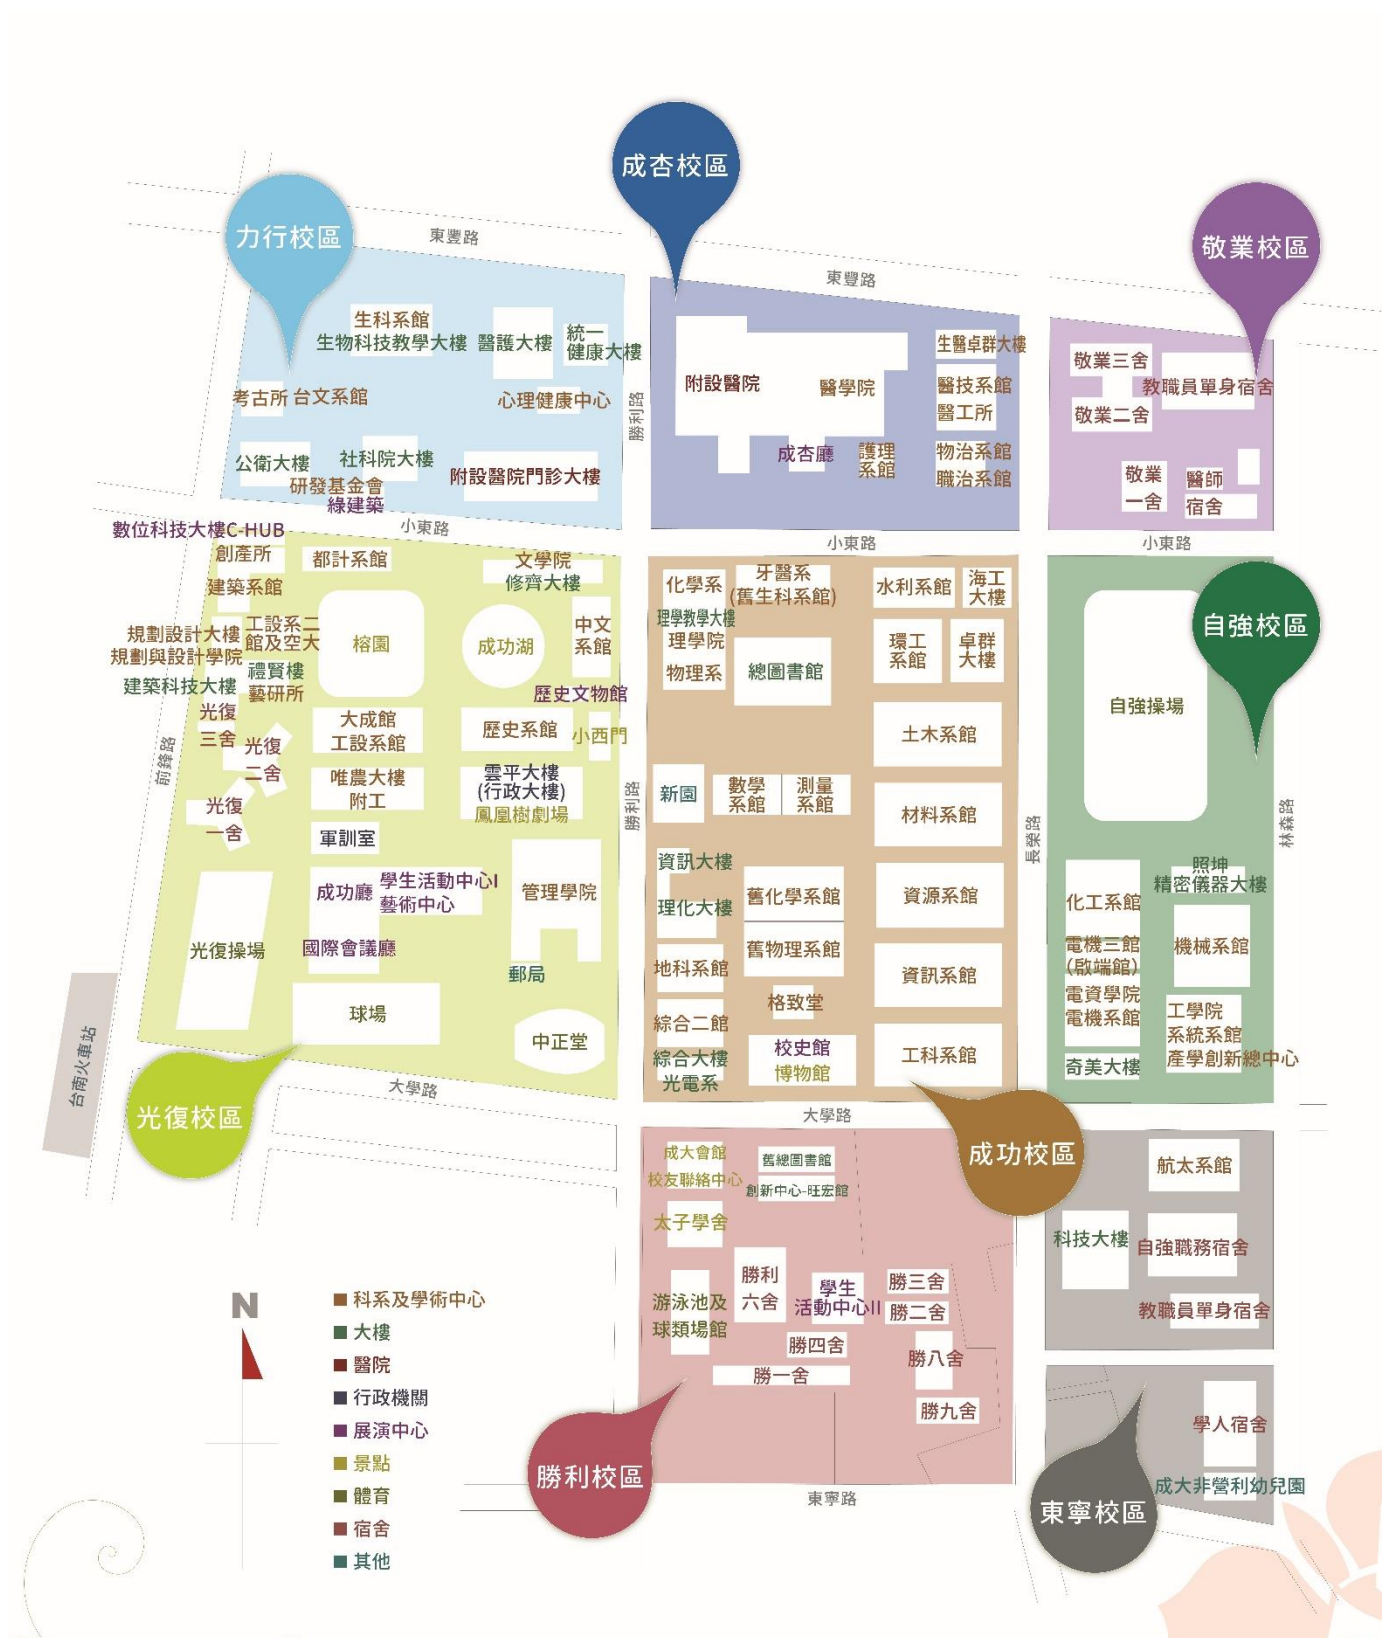 成杏校區
力行校區
敬業校區
東豐路
東豐路
生科系館
生物科技教學大樓
醫護大樓
統一
健康大樓
考古所
台文系館
心理健康中心
公衛大樓
社科院大樓
研發基金會
綠建築
附設醫院門診大樓
勝利路
附設醫院
醫學院
成杏廳
護理
系館
生醫卓群大樓
醫技系館
醫工所
物治系館
職治系館
敬業三舍
敬業二舍
教職員單身宿舍
敬業
一舍
醫師
宿舍
小東路
小東路
小東路
數位科技大樓C-HUB
創產所
都計系館
文學院
修齊大樓
建築系館
規劃設計大樓
規劃與設計學院
工設系二
館及空大
榕園
成功湖
中文
系館
禮賢樓
藝研所
建築科技大樓
歷史文物館
光復
三舍
光復
二舍
光復
一舍
大成館
工設系館
歷史系館
小西門
唯農大樓
附工
雲平大樓
(行政大樓)
鳳凰樹劇場
軍訓室
成功廳
學生活動中心I
藝術中心
國際會議廳
管理學院
郵局
光復操場
球場
中正堂
前鋒路
台南火車站
光復校區
大學路
勝利路
化學系
理學教學大樓
理學院
物理系
牙醫系
(舊生科系館)
總圖書館
水利系館
海工
大樓
環工
系館
卓群
大樓
土木系館
新園
數學
系館
測量
系館
材料系館
資訊大樓
理化大樓
舊化學系館
舊物理系館
資源系館
地科系館
資訊系館
格致堂
綜合二館
綜合大樓
光電系
校史館
博物館
工科系館
大學路
成功校區
長榮路
自強校區
自強操場
林森路
照坤
精密儀器大樓
化工系館
電機三館
(啟端館)
電資學院
電機系館
奇美大樓
機械系館
工學院
系統系館
產學創新總中心
成大會館
校友聯絡中心
舊總圖書館
創新中心-旺宏館
太子學舍
勝利
六舍
學生
活動中心II
勝三舍
勝二舍
游泳池及
球類場館
勝四舍
勝一舍
勝八舍
勝九舍
勝利校區
東寧路
航太系館
科技大樓
自強職務宿舍
教職員單身宿舍
學人宿舍
成大非營利幼兒園
東寧校區
N
科系及學術中心
大樓
醫院
行政機關
展演中心
景點
體育
宿舍
其他